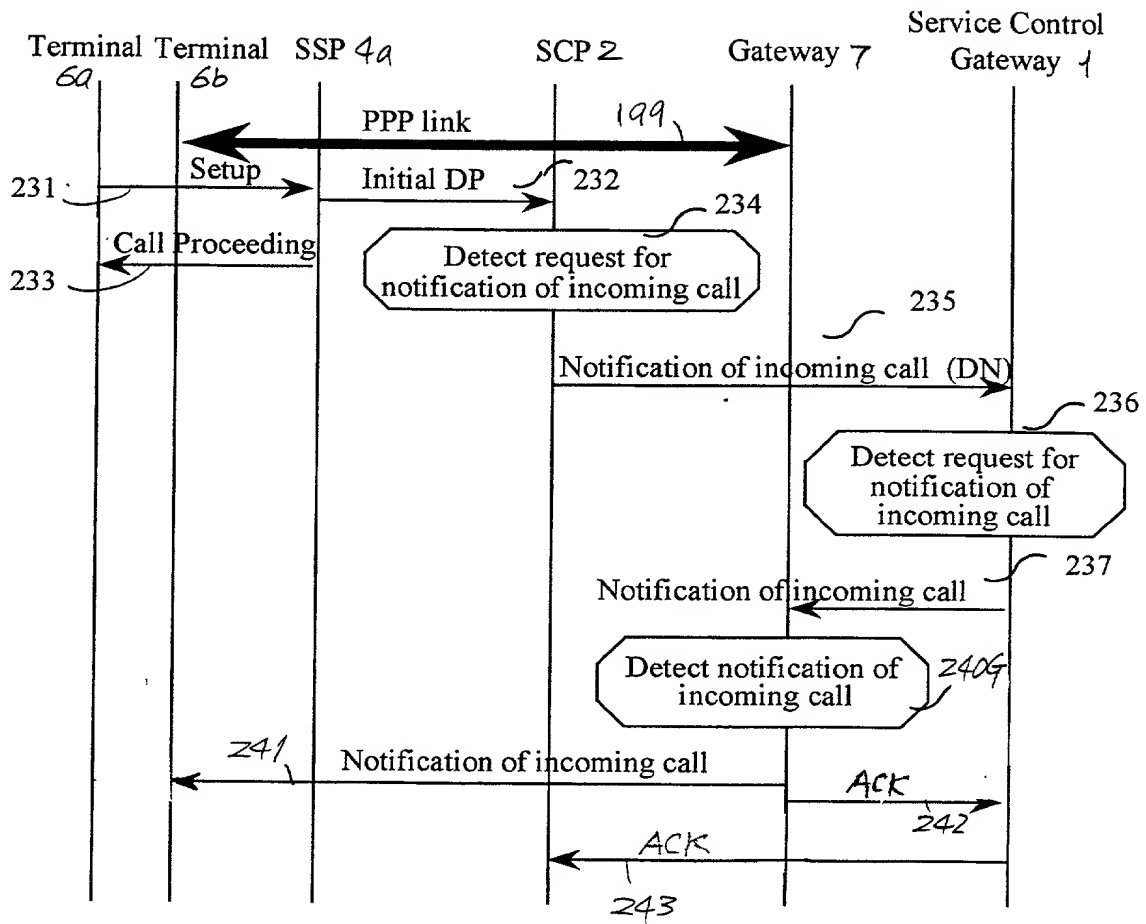 Terminal 6a
Terminal 6b
SSP 4a
SCP 2
Gateway 7
Service Control
Gateway 1
PPP link
199
231
Setup
Initial DP
232
234
Call Proceeding
233
Detect request for
notification of incoming call
235
Notification of incoming call (DN)
236
Detect request for
notification of
incoming call
237
Notification of incoming call
Detect notification of
incoming call
240G
241
Notification of incoming call
ACK
242
ACK
243